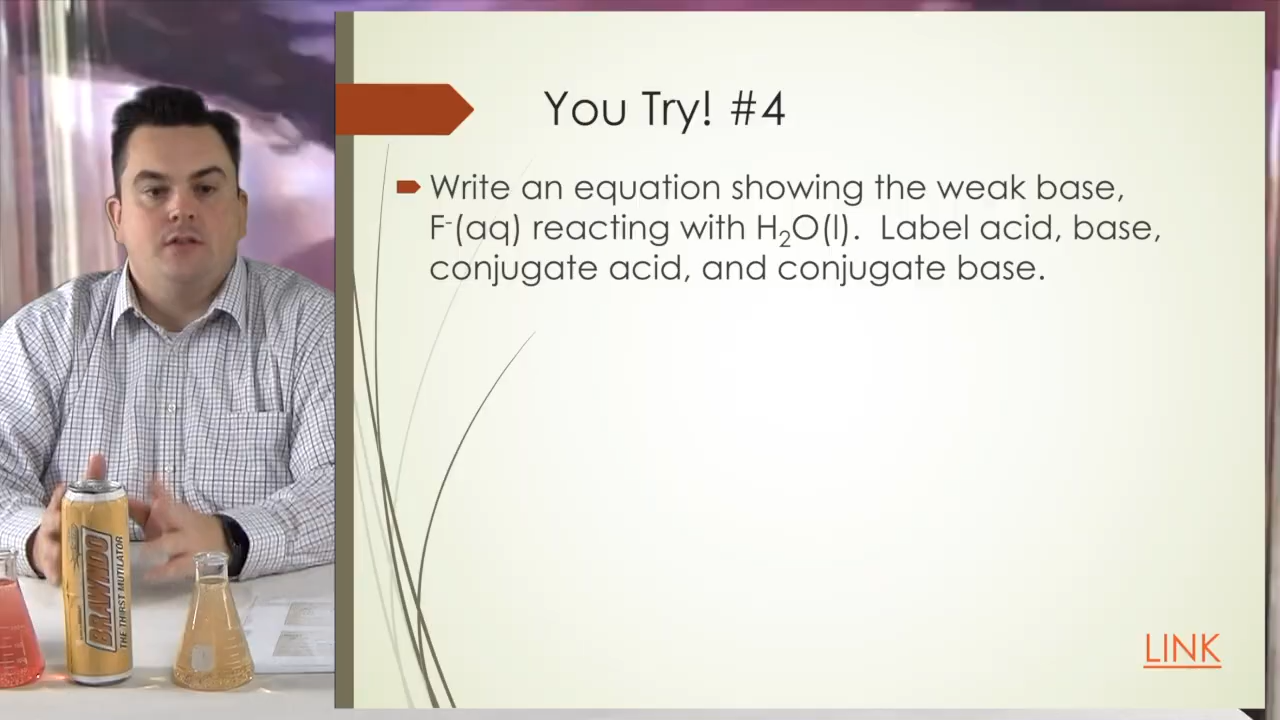 You Try! #4
Write an equation showing the weak base,
F⁻(aq) reacting with H₂O(l).  Label acid, base,
conjugate acid, and conjugate base.
BRAWNDO
THE THIRST MUTILATOR
LINK